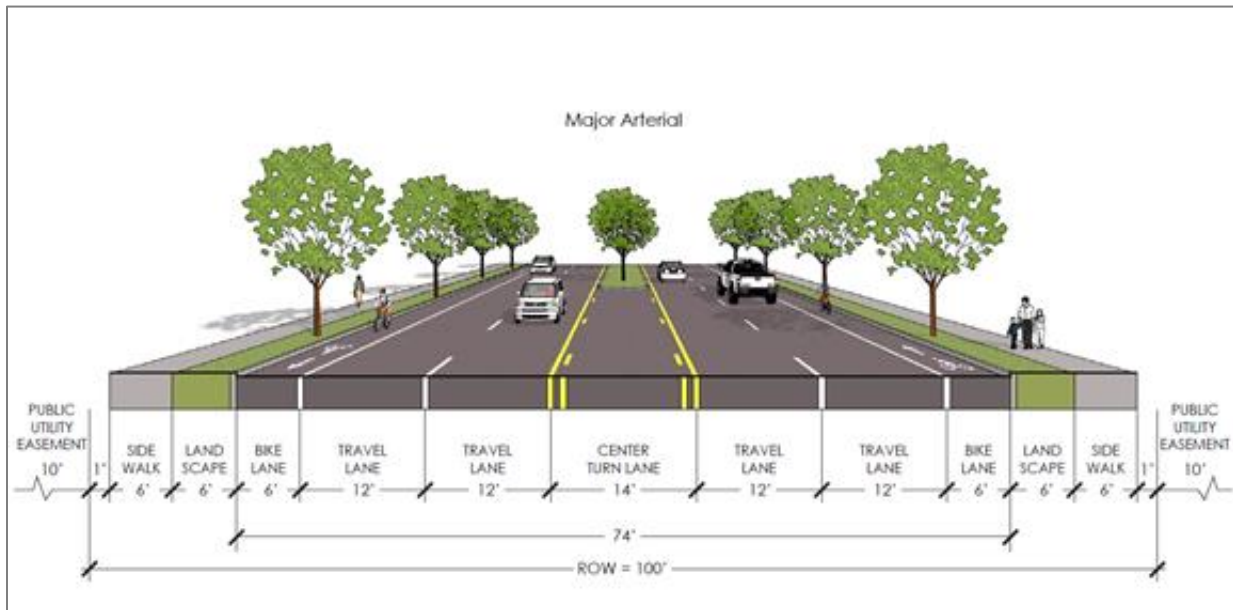 Major Arterial
PUBLIC
UTILITY
EASEMENT
10'
1'
SIDE
WALK
6'
LAND
SCAPE
6'
BIKE
LANE
6'
TRAVEL
LANE
12'
TRAVEL
LANE
12'
CENTER
TURN LANE
14'
TRAVEL
LANE
12'
TRAVEL
LANE
12'
BIKE
LANE
6'
LAND
SCAPE
6'
SIDE
WALK
6'
1'
PUBLIC
UTILITY
EASEMENT
10'
74'
ROW = 100'